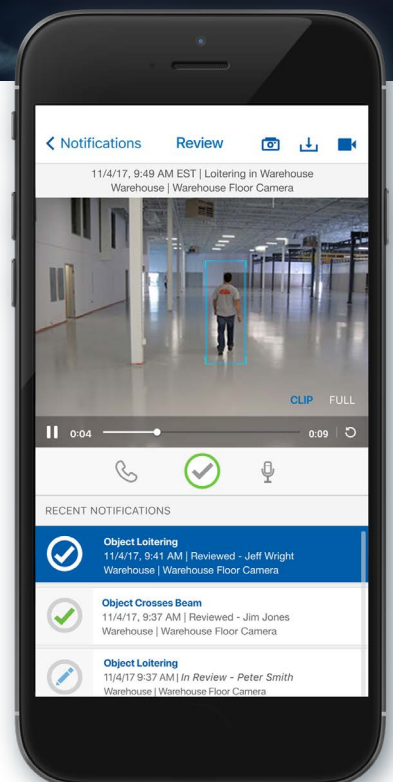 Notifications
Review
11/4/17, 9:49 AM EST | Loitering in Warehouse
Warehouse | Warehouse Floor Camera
CLIP FULL
0:04 0:09
RECENT NOTIFICATIONS
Object Loitering
11/4/17, 9:41 AM | Reviewed - Jeff Wright
Warehouse | Warehouse Floor Camera
Object Crosses Beam
11/4/17, 9:37 AM | Reviewed - Jim Jones
Warehouse | Warehouse Floor Camera
Object Loitering
11/4/17 9:37 AM | In Review - Peter Smith
Warehouse | Warehouse Floor Camera